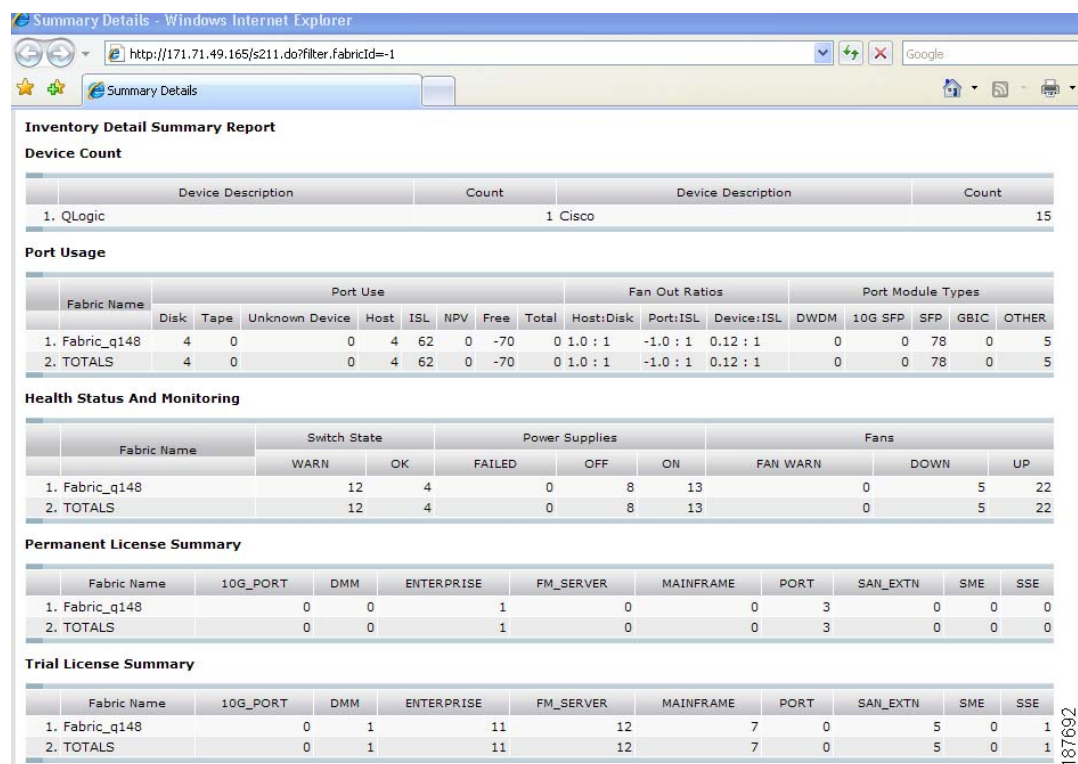 Summary Details - Windows Internet Explorer
http://171.71.49.165/s211.do?filter.fabricId=-1
Google
Summary Details
Inventory Detail Summary Report
Device Count
Device Description Count Device Description Count
1. QLogic 1 Cisco 15
Port Usage
Fabric Name Port Use Fan Out Ratios Port Module Types
Disk Tape Unknown Device Host ISL NPV Free Total Host:Disk Port:ISL Device:ISL DWDM 10G SFP SFP GBIC OTHER
1. Fabric_q148 4 0 0 4 62 0 -70 0 1.0 : 1 -1.0 : 1 0.12 : 1 0 0 78 0 5
2. TOTALS 4 0 0 4 62 0 -70 0 1.0 : 1 -1.0 : 1 0.12 : 1 0 0 78 0 5
Health Status And Monitoring
Fabric Name Switch State Power Supplies Fans
WARN OK FAILED OFF ON FAN WARN DOWN UP
1. Fabric_q148 12 4 0 8 13 0 5 22
2. TOTALS 12 4 0 8 13 0 5 22
Permanent License Summary
Fabric Name 10G_PORT DMM ENTERPRISE FM_SERVER MAINFRAME PORT SAN_EXTN SME SSE
1. Fabric_q148 0 0 1 0 0 3 0 0 0
2. TOTALS 0 0 1 0 0 3 0 0 0
Trial License Summary
Fabric Name 10G_PORT DMM ENTERPRISE FM_SERVER MAINFRAME PORT SAN_EXTN SME SSE
1. Fabric_q148 0 1 11 12 7 0 5 0 1
2. TOTALS 0 1 11 12 7 0 5 0 1
187692